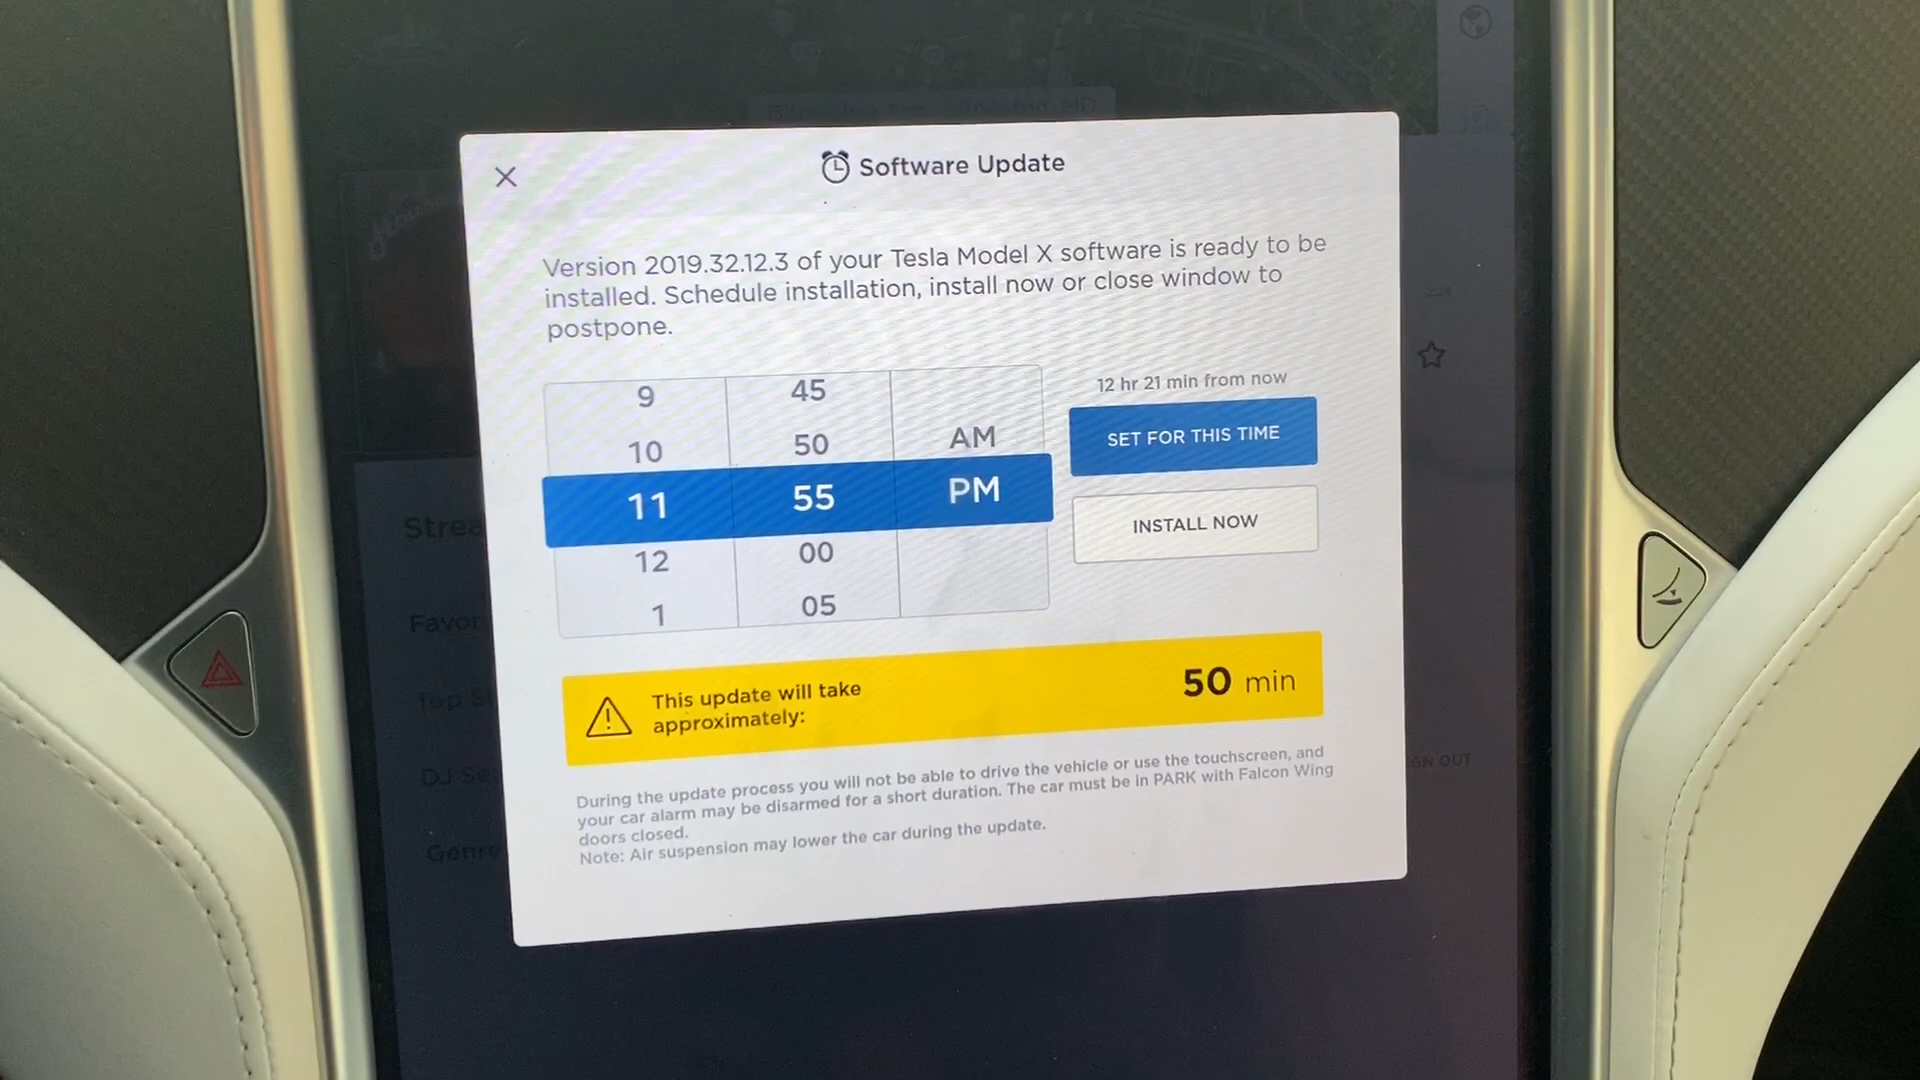 Software Update
Version 2019.32.12.3 of your Tesla Model X software is ready to be
installed. Schedule installation, install now or close window to
postpone.
9 45
10 50 AM
11 55 PM
12 00
1 05
12 hr 21 min from now
SET FOR THIS TIME
INSTALL NOW
This update will take
approximately:
50 min
During the update process you will not be able to drive the vehicle or use the touchscreen, and
your car alarm may be disarmed for a short duration. The car must be in PARK with Falcon Wing
doors closed.
Note: Air suspension may lower the car during the update.
MD
Top
DJ
OUT